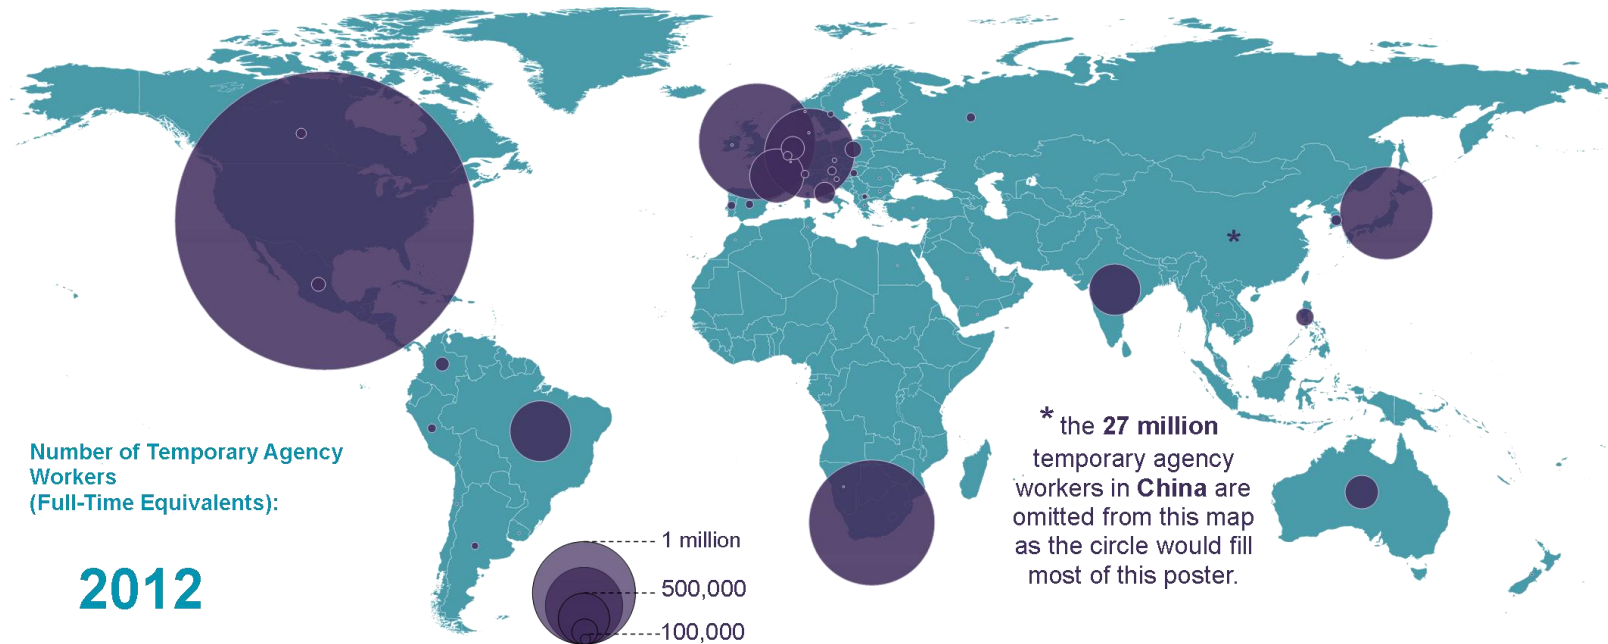 Number of Temporary Agency
Workers
(Full-Time Equivalents):
2012
1 million
500,000
100,000
*
* the 27 million
temporary agency
workers in China are
omitted from this map
as the circle would fill
most of this poster.